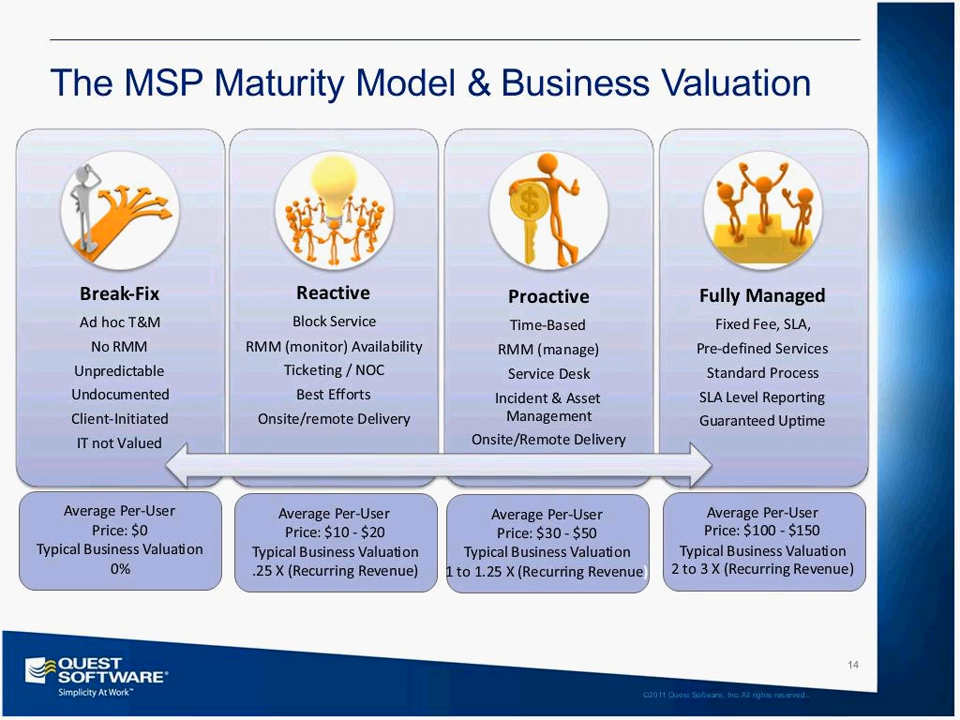 The MSP Maturity Model & Business Valuation
$
Break-Fix
Ad hoc T&M
No RMM
Unpredictable
Undocumented
Client-Initiated
IT not Valued
Average Per-User
Price: $0
Typical Business Valuation
0%
Reactive
Block Service
RMM (monitor) Availability
Ticketing / NOC
Best Efforts
Onsite/remote Delivery
Average Per-User
Price: $10 - $20
Typical Business Valuation
.25 X (Recurring Revenue)
Proactive
Time-Based
RMM (manage)
Service Desk
Incident & Asset
Management
Onsite/Remote Delivery
Average Per-User
Price: $30 - $50
Typical Business Valuation
1 to 1.25 X (Recurring Revenue)
Fully Managed
Fixed Fee, SLA,
Pre-defined Services
Standard Process
SLA Level Reporting
Guaranteed Uptime
Average Per-User
Price: $100 - $150
Typical Business Valuation
2 to 3 X (Recurring Revenue)
QUEST
SOFTWARE®
Simplicity At Work™
14
©2011 Quest Software, Inc. All rights reserved..